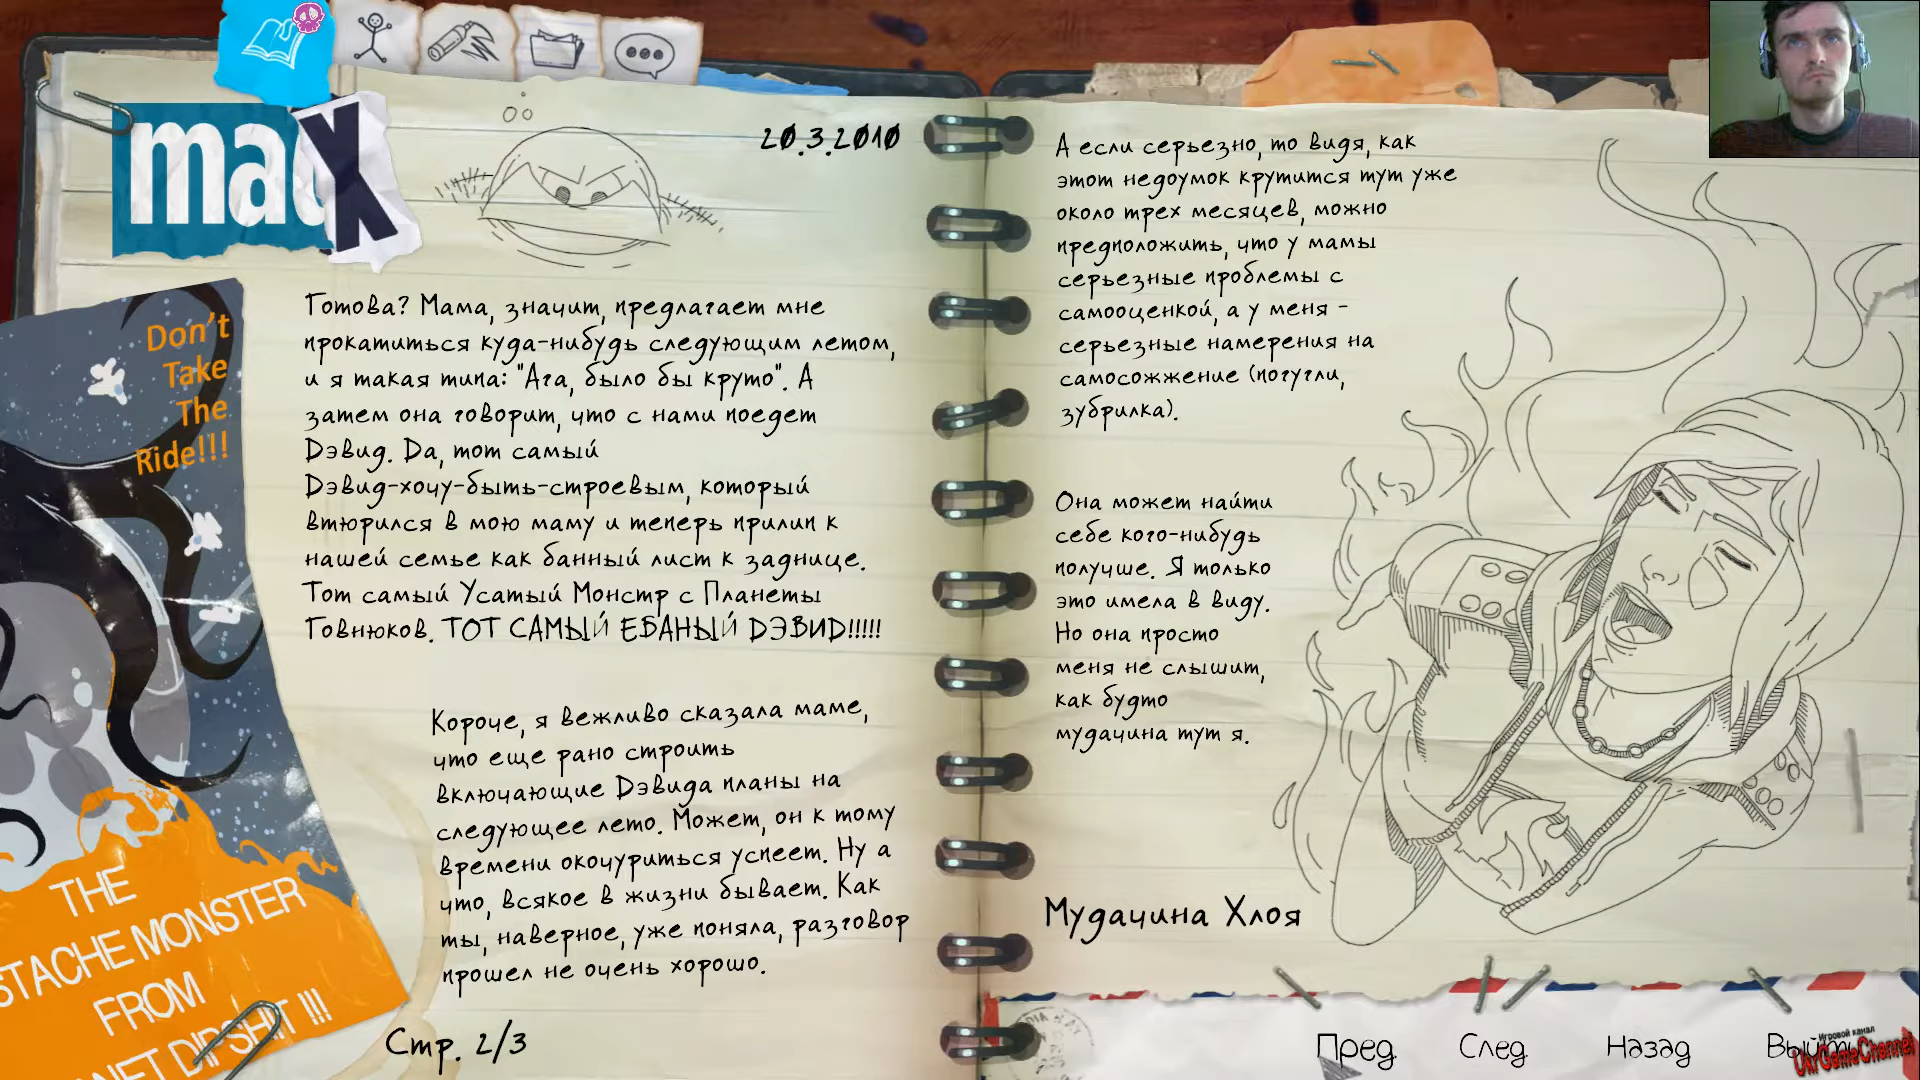 max
20.3.2010
Don't
Take
The
Ride!!!
Готова? Мама, значит, предлагает мне
прокатиться куда-нибудь следующим летом,
и я такая типа: "Ага, было бы круто". А
затем она говорит, что с нами поедет
Дэвид. Да, тот самый
Дэвид-хочу-быть-строевым, который
втюрился в мою маму и теперь прилип к
нашей семье как банный лист к заднице.
Тот самый Усатый Монстр с Планеты
Говнюков. ТОТ САМЫЙ ЕБАНЫЙ ДЭВИД!!!!!
Короче, я вежливо сказала маме,
что еще рано строить
включающие Дэвида планы на
следующее лето. Может, он к тому
времени окочуриться успеет. Ну а
что, всякое в жизни бывает. Как
ты, наверное, уже поняла, разговор
прошел не очень хорошо.
THE
STACHE MONSTER
FROM
NET DIPSHIT !!!
Стр. 2/3
А если серьезно, то видя, как
этот недоумок крутится тут уже
около трех месяцев, можно
предположить, что у мамы
серьезные проблемы с
самооценкой, а у меня -
серьезные намерения на
самосожжение (погугли,
зубрилка).
Она может найти
себе кого-нибудь
получше. Я только
это имела в виду.
Но она просто
меня не слышит,
как будто
мудачина тут я.
Мудачина Хлоя
Пред
След
Назад
Выйти
Игровой канал
UkrGameChannel